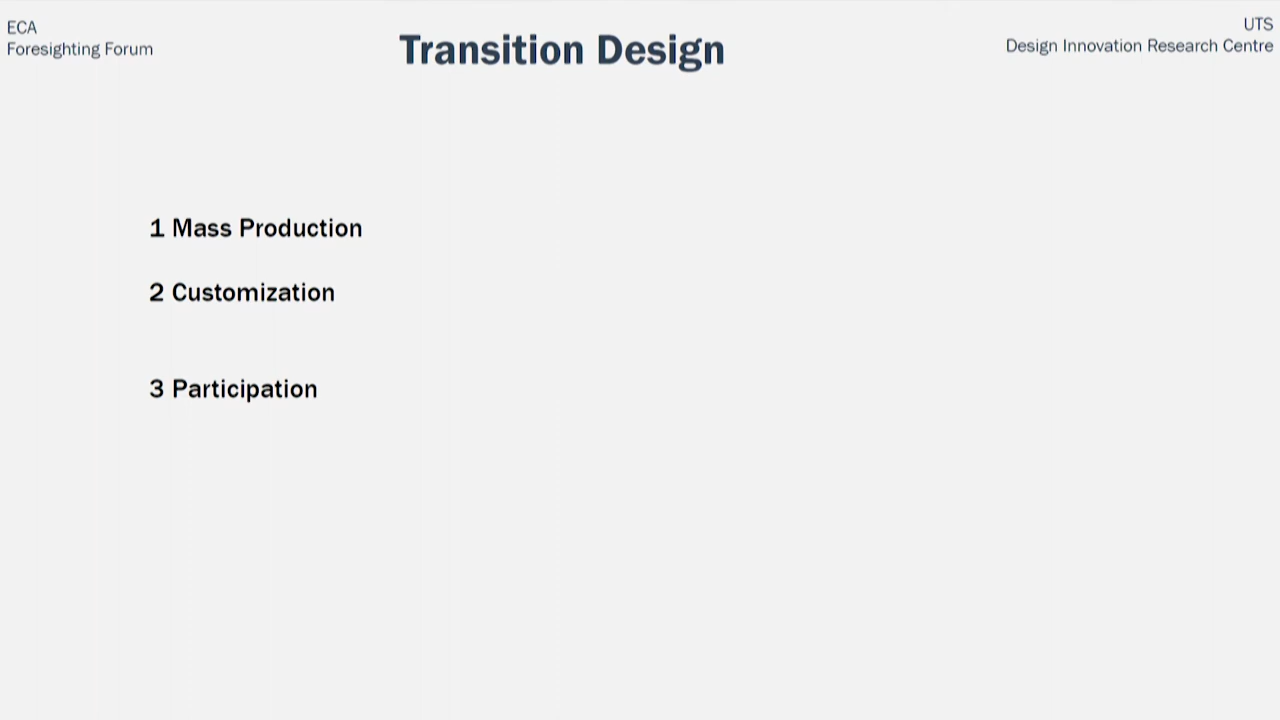 ECA
Foresighting Forum
Transition Design
UTS
Design Innovation Research Centre
1 Mass Production
2 Customization
3 Participation